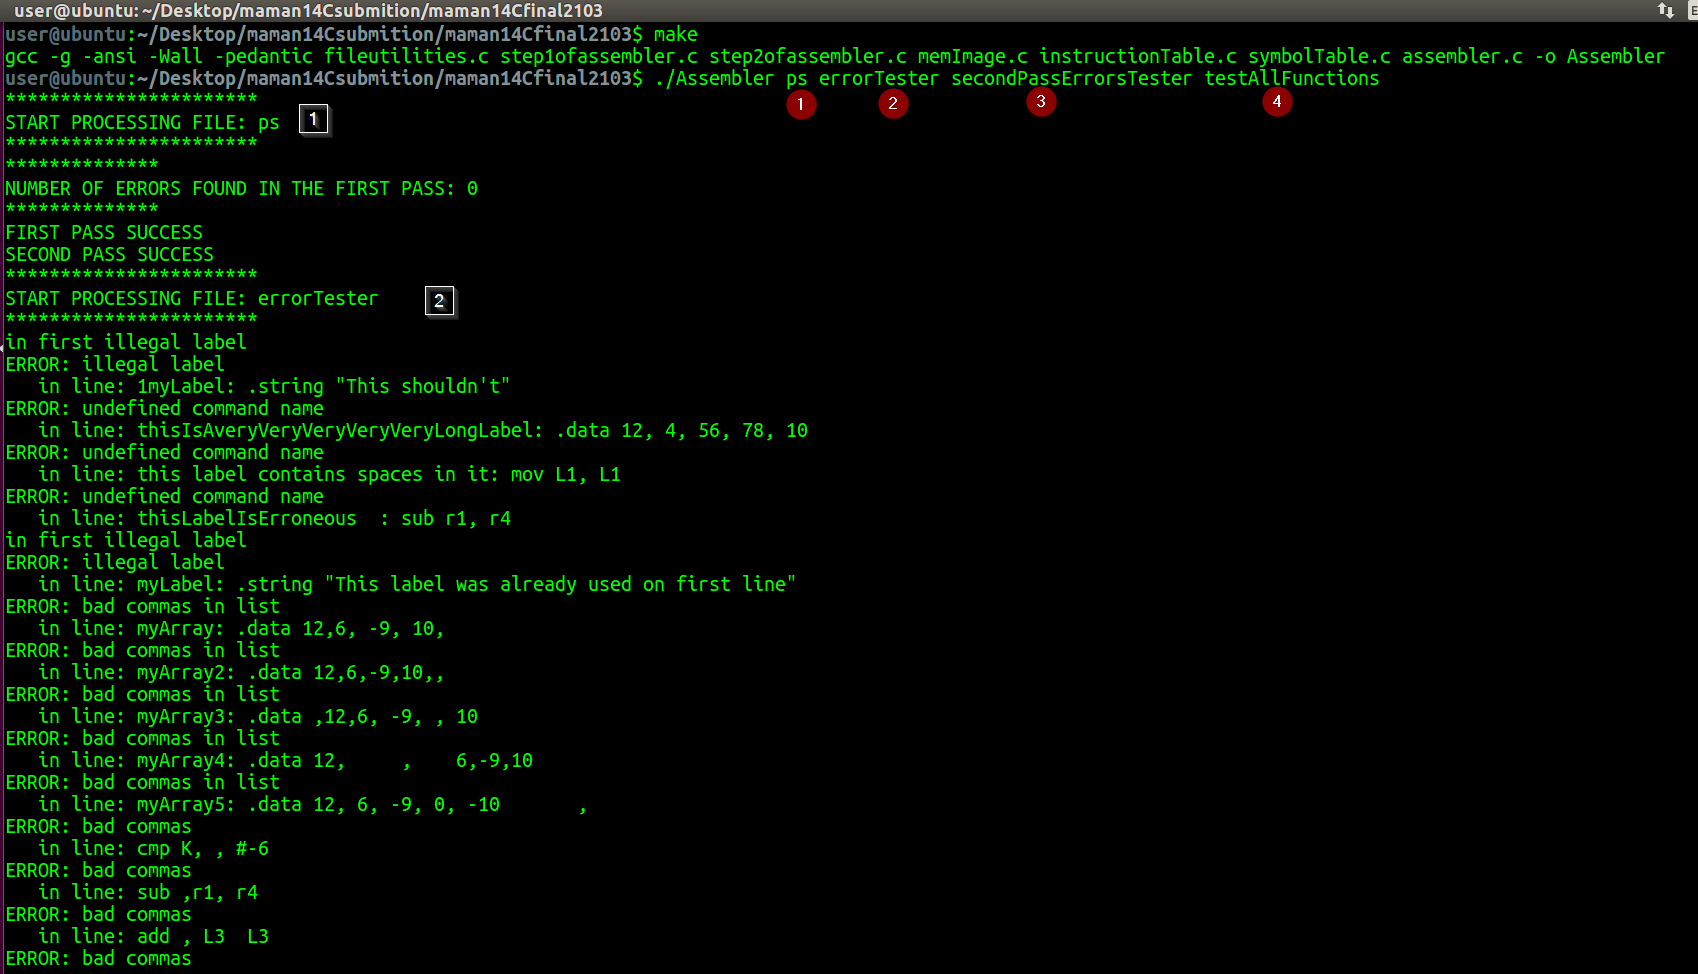 user@ubuntu: ~/Desktop/maman14Csubmition/maman14Cfinal2103
user@ubuntu:~/Desktop/maman14Csubmition/maman14Cfinal2103$ make
gcc -g -ansi -Wall -pedantic fileutilities.c step1ofassembler.c step2ofassembler.c memImage.c instructionTable.c symbolTable.c assembler.c -o Assembler
user@ubuntu:~/Desktop/maman14Csubmition/maman14Cfinal2103$ ./Assembler ps errorTester secondPassErrorsTester testAllFunctions
1 2 3 4
***********************
START PROCESSING FILE: ps 1
***********************
**************
NUMBER OF ERRORS FOUND IN THE FIRST PASS: 0
**************
FIRST PASS SUCCESS
SECOND PASS SUCCESS
***********************
START PROCESSING FILE: errorTester 2
***********************
in first illegal label
ERROR: illegal label
   in line: 1myLabel: .string "This shouldn't"
ERROR: undefined command name
   in line: thisIsAveryVeryVeryVeryVeryLongLabel: .data 12, 4, 56, 78, 10
ERROR: undefined command name
   in line: this label contains spaces in it: mov L1, L1
ERROR: undefined command name
   in line: thisLabelIsErroneous  : sub r1, r4
in first illegal label
ERROR: illegal label
   in line: myLabel: .string "This label was already used on first line"
ERROR: bad commas in list
   in line: myArray: .data 12,6, -9, 10,
ERROR: bad commas in list
   in line: myArray2: .data 12,6,-9,10,,
ERROR: bad commas in list
   in line: myArray3: .data ,12,6, -9, , 10
ERROR: bad commas in list
   in line: myArray4: .data 12,     ,    6,-9,10
ERROR: bad commas in list
   in line: myArray5: .data 12, 6, -9, 0, -10       ,
ERROR: bad commas
   in line: cmp K, , #-6
ERROR: bad commas
   in line: sub ,r1, r4
ERROR: bad commas
   in line: add , L3  L3
ERROR: bad commas